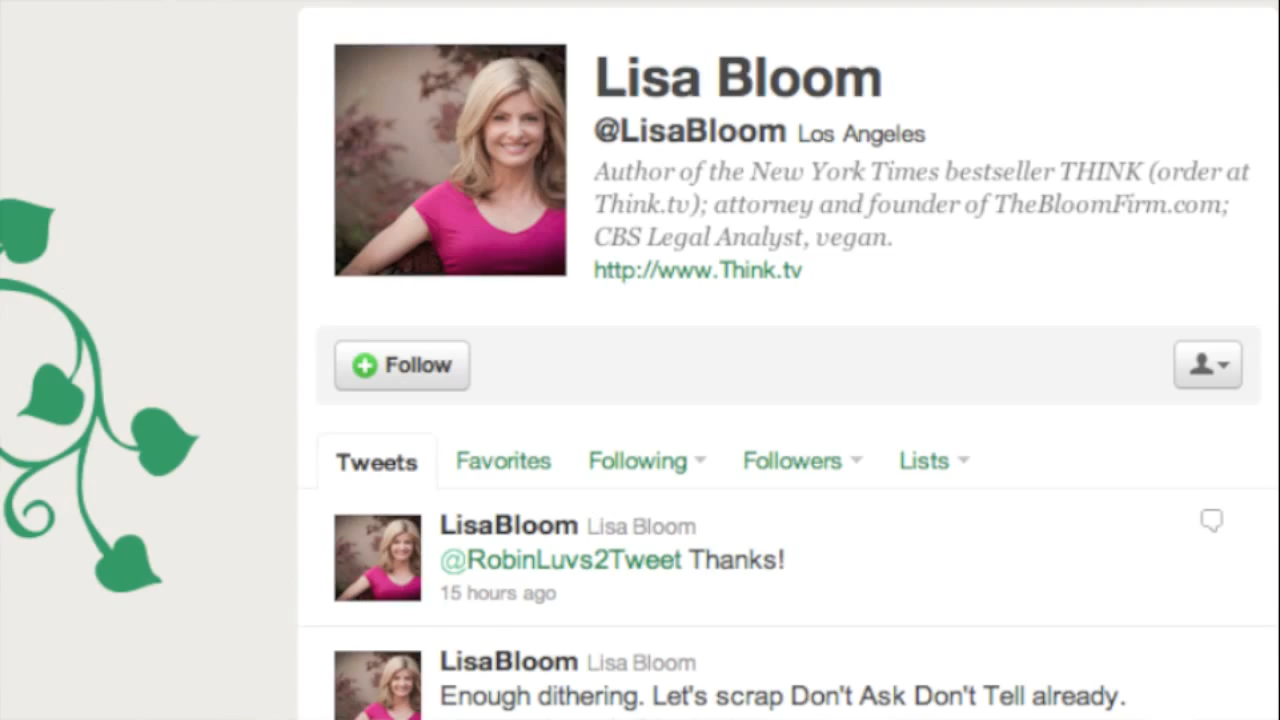 Lisa Bloom
@LisaBloom Los Angeles
Author of the New York Times bestseller THINK (order at
Think.tv); attorney and founder of TheBloomFirm.com;
CBS Legal Analyst, vegan.
http://www.Think.tv
Follow
Tweets Favorites Following Followers Lists
LisaBloom Lisa Bloom
@RobinLuvs2Tweet Thanks!
15 hours ago
LisaBloom Lisa Bloom
Enough dithering. Let's scrap Don't Ask Don't Tell already.